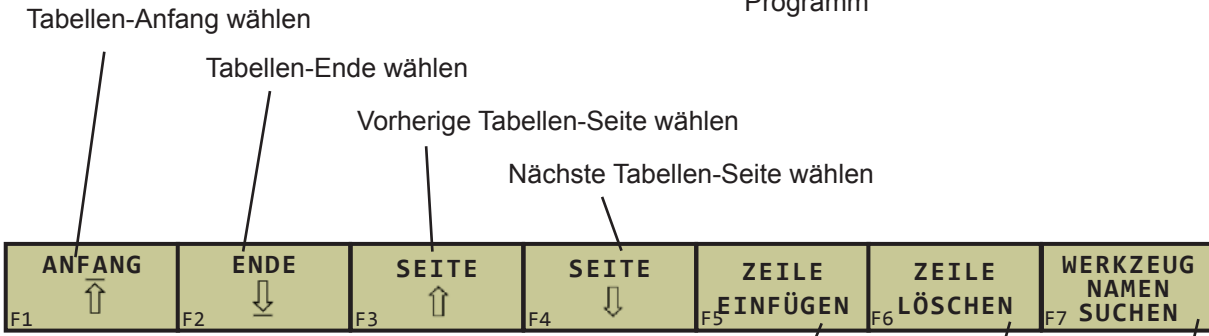 Programm
Tabellen-Anfang wählen
Tabellen-Ende wählen
Vorherige Tabellen-Seite wählen
Nächste Tabellen-Seite wählen
ANFANG
F1
ENDE
F2
SEITE
F3
SEITE
F4
ZEILE
EINFÜGEN
F5
ZEILE
LÖSCHEN
F6
WERKZEUG
NAMEN
SUCHEN
F7